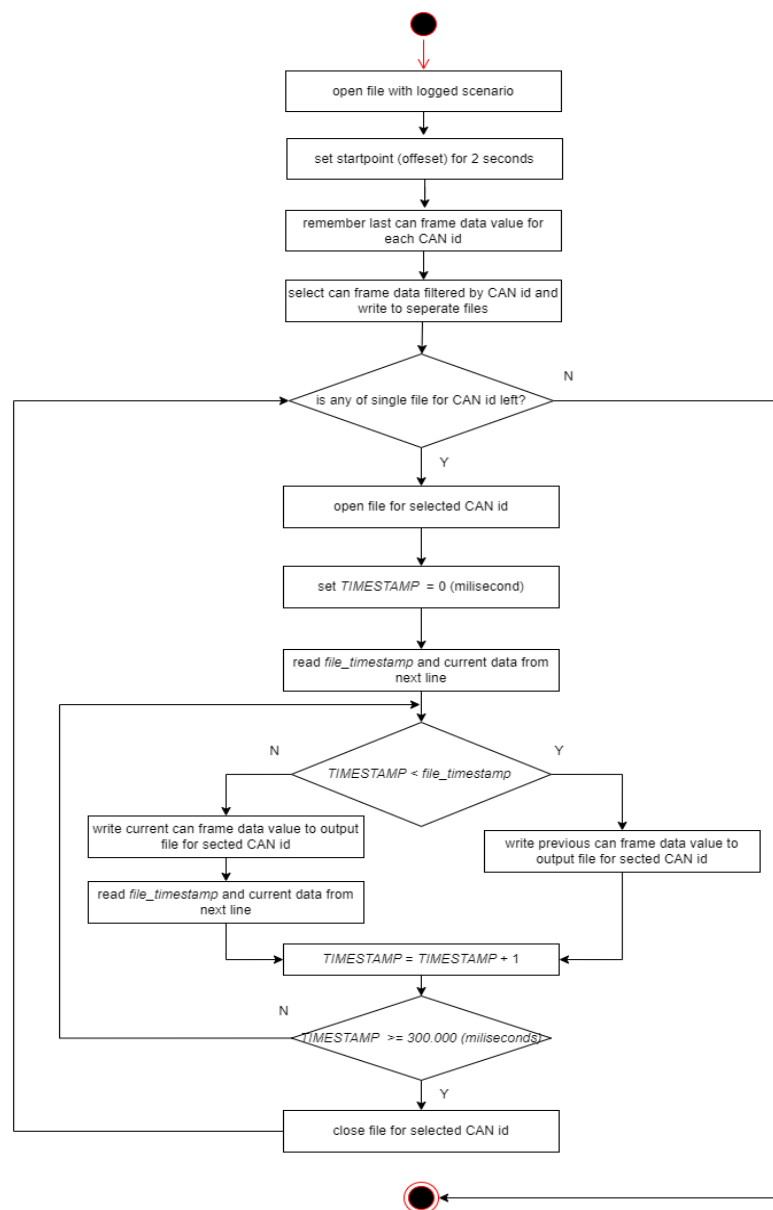 open file with logged scenario
set startpoint (offeset) for 2 seconds
remember last can frame data value for
each CAN id
select can frame data filtered by CAN id and
write to seperate files
is any of single file for CAN id left?
N
Y
open file for selected CAN id
set TIMESTAMP = 0 (milisecond)
read file_timestamp and current data from
next line
TIMESTAMP < file_timestamp
N
Y
write current can frame data value to output
file for sected CAN id
write previous can frame data value to
output file for sected CAN id
read file_timestamp and current data from
next line
TIMESTAMP = TIMESTAMP + 1
N
TIMESTAMP >= 300.000 (miliseconds)
Y
close file for selected CAN id